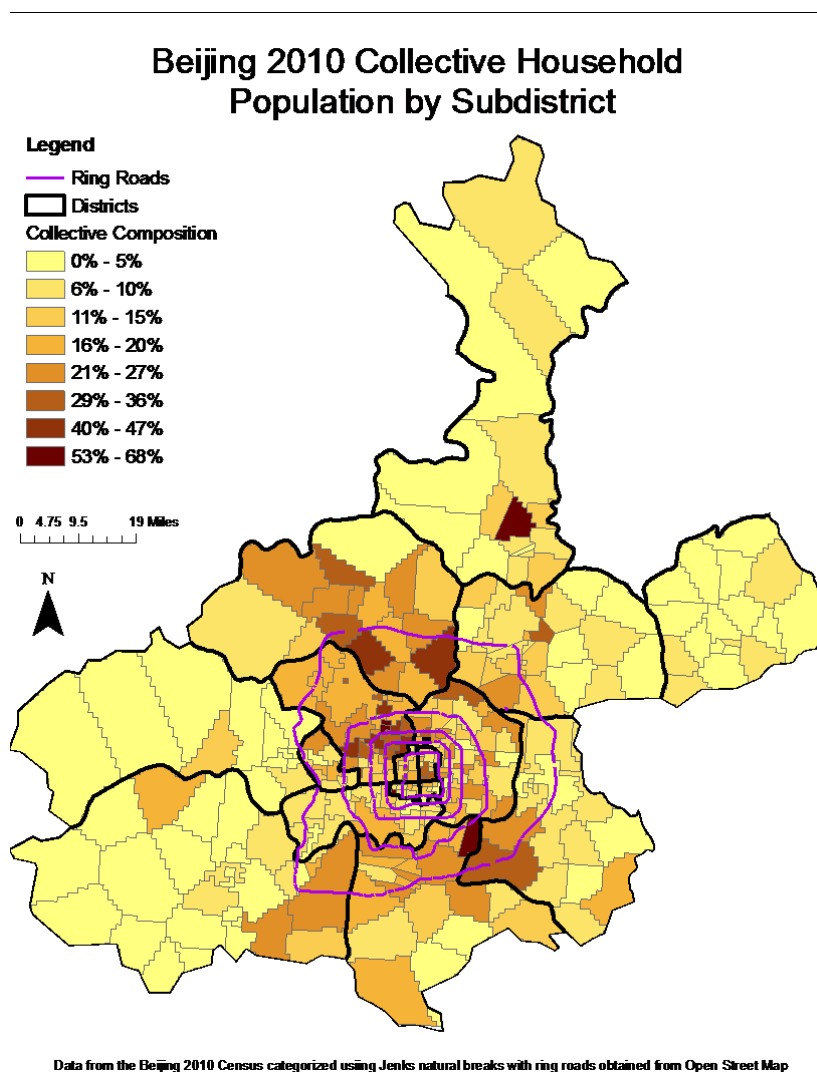 Beijing 2010 Collective Household
Population by Subdistrict
Legend
Ring Roads
Districts
Collective Composition
0% - 5%
6% - 10%
11% - 15%
16% - 20%
21% - 27%
29% - 36%
40% - 47%
53% - 68%
0 4.75 9.5 19 Miles
N
Data from the Beijing 2010 Census categorized using Jenks natural breaks with ring roads obtained from Open Street Map